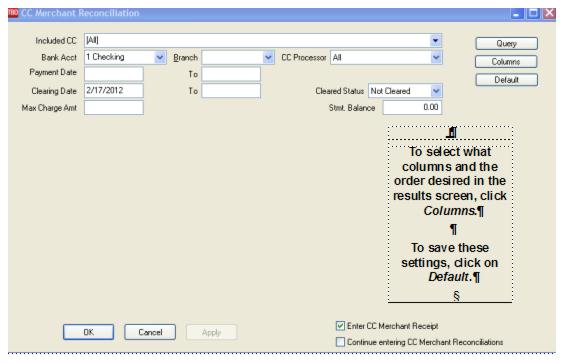 TBO CC Merchant Reconciliation
Included CC [All]
Query
Bank Acct 1 Checking Branch CC Processor All
Columns
Payment Date To
Default
Clearing Date 2/17/2012 To Cleared Status Not Cleared
Max Charge Amt Stmt. Balance 0.00
¶
To select what
columns and the
order desired in the
results screen, click
Columns.¶
¶
To save these
settings, click on
Default.¶
§
OK Cancel Apply
Enter CC Merchant Receipt
Continue entering CC Merchant Reconciliations